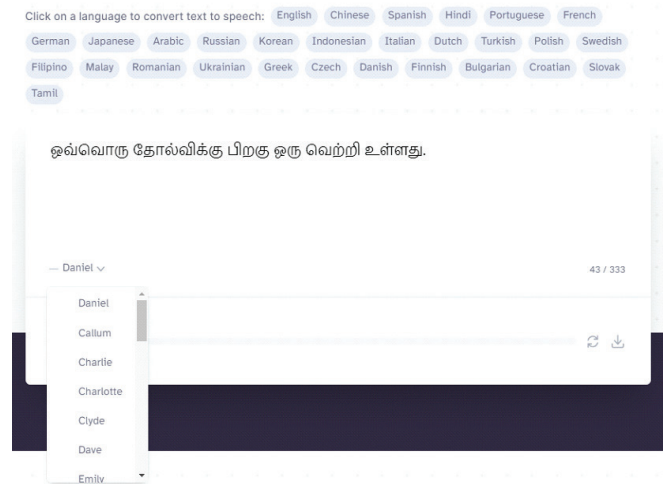 Click on a language to convert text to speech: English Chinese Spanish Hindi Portuguese French
German Japanese Arabic Russian Korean Indonesian Italian Dutch Turkish Polish Swedish
Filipino Malay Romanian Ukrainian Greek Czech Danish Finnish Bulgarian Croatian Slovak
Tamil
ஒவ்வொரு தோல்விக்கு பிறகு ஒரு வெற்றி உள்ளது.
— Daniel 43 / 333
Daniel
Callum
Charlie
Charlotte
Clyde
Dave
Emily